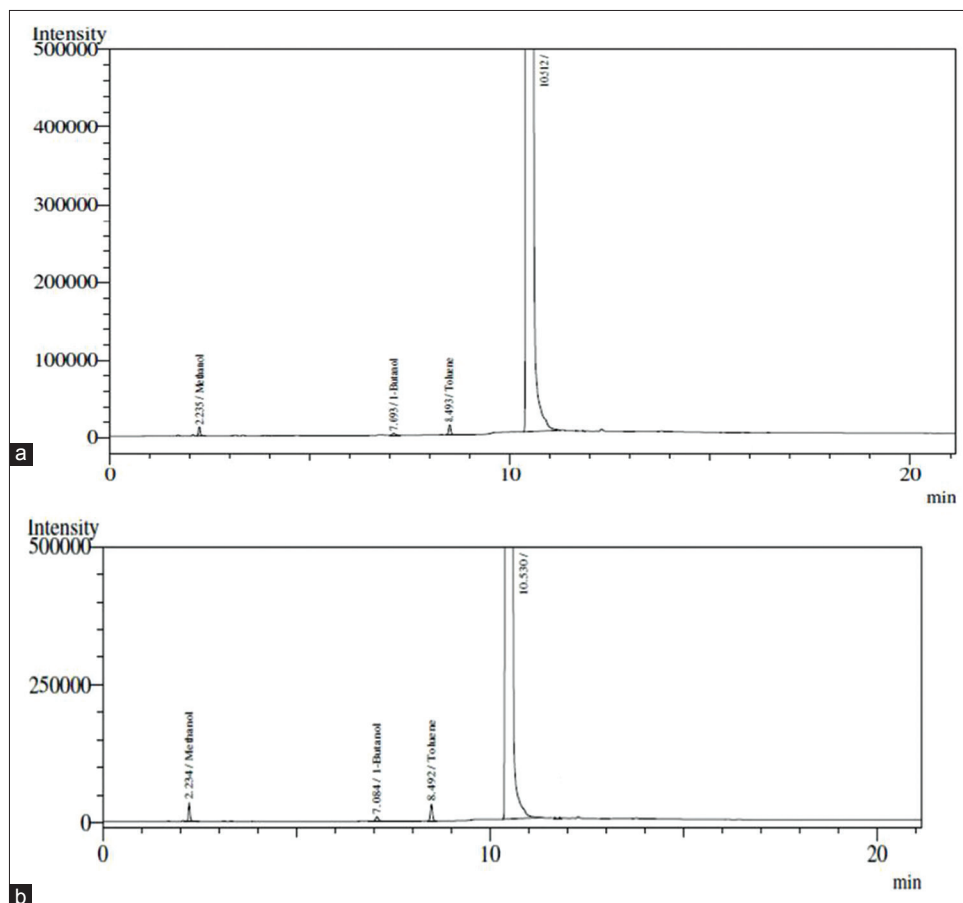 Intensity
500000
400000
300000
200000
100000
0
2.235 / Methanol
7.093 / 1-Butanol
8.493 / Toluene
10.512 /
0
10
20
min
a
Intensity
500000
250000
0
2.234 / Methanol
7.084 / 1-Butanol
8.492 / Toluene
10.530 /
0
10
20
min
b